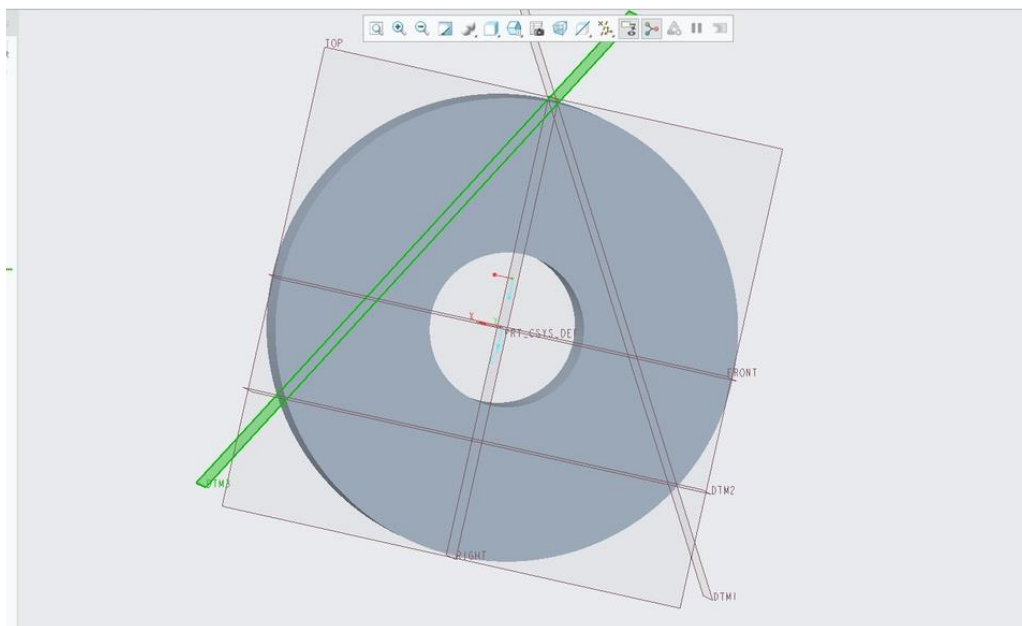 TOP
X
Y
PRT_CSYS_DEF
FRONT
DTM3
DTM2
RIGHT
DTM1